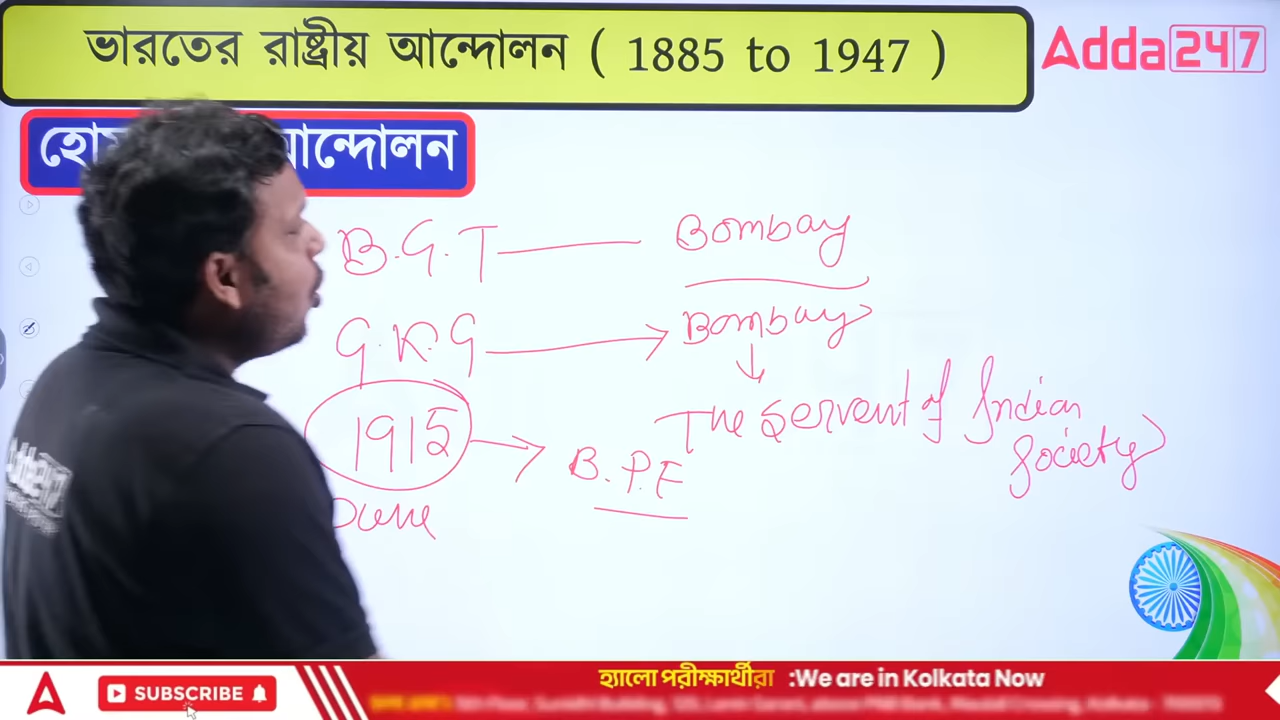 ভারতের রাষ্ট্রীয় আন্দোলন ( 1885 to 1947 )
Adda247
আন্দোলন
B.G.T Bombay
G.K.G Bombay
The Servent of Indian
Society
1915 B.P.F
হ্যালো পরীক্ষার্থীরা :We are in Kolkata Now
SUBSCRIBE